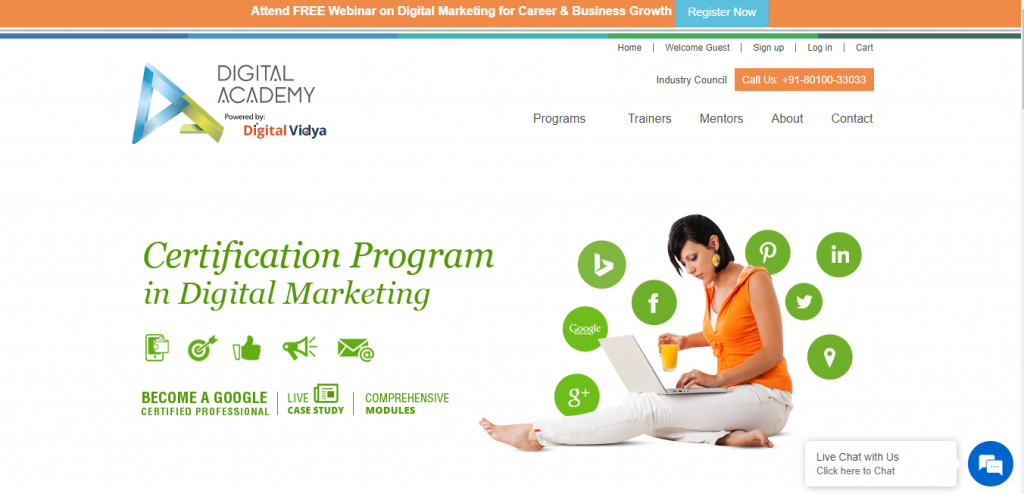 Attend FREE Webinar on Digital Marketing for Career & Business Growth Register Now
Home | Welcome Guest | Sign up | Log in | Cart
Industry Council Call Us: +91-80100-33033
DIGITAL
ACADEMY
Powered by:
Digital Vidya
Programs Trainers Mentors About Contact
Certification Program
in Digital Marketing
BECOME A GOOGLE
CERTIFIED PROFESSIONAL
LIVE
CASE STUDY
COMPREHENSIVE
MODULES
f
in
Google
g+
Live Chat with Us
Click here to Chat